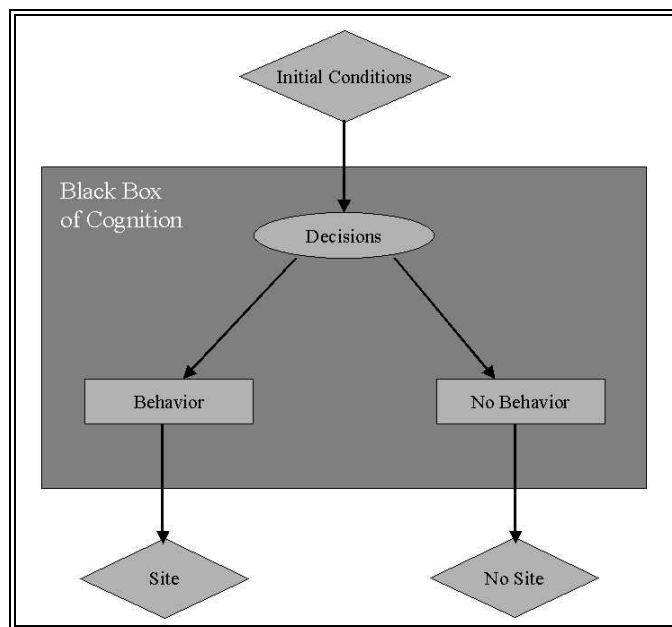 Initial Conditions
Black Box
of Cognition
Decisions
Behavior
No Behavior
Site
No Site